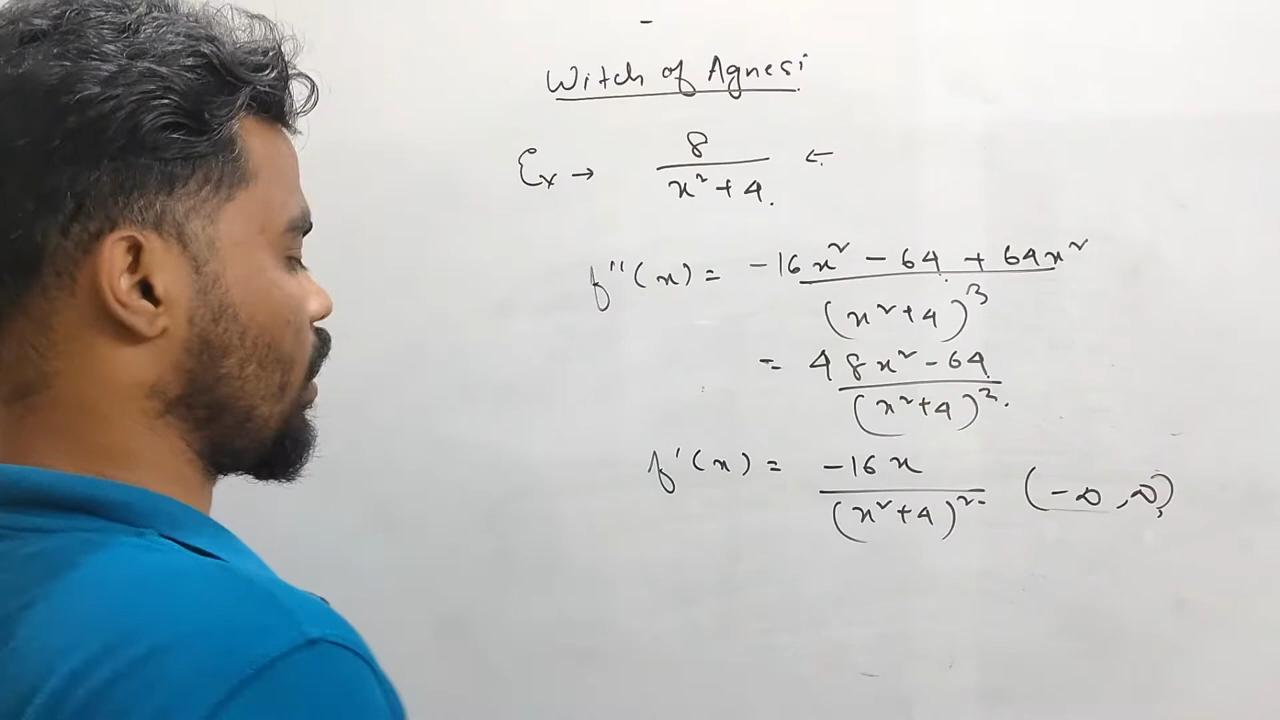 Witch of Agnesi
Ex → 8 / (x² + 4) ←
f''(x) = (-16x² - 64 + 64x²) / (x²+4)³
= (48x² - 64) / (x²+4)².
f'(x) = -16x / (x²+4)² (-∞, ∞)